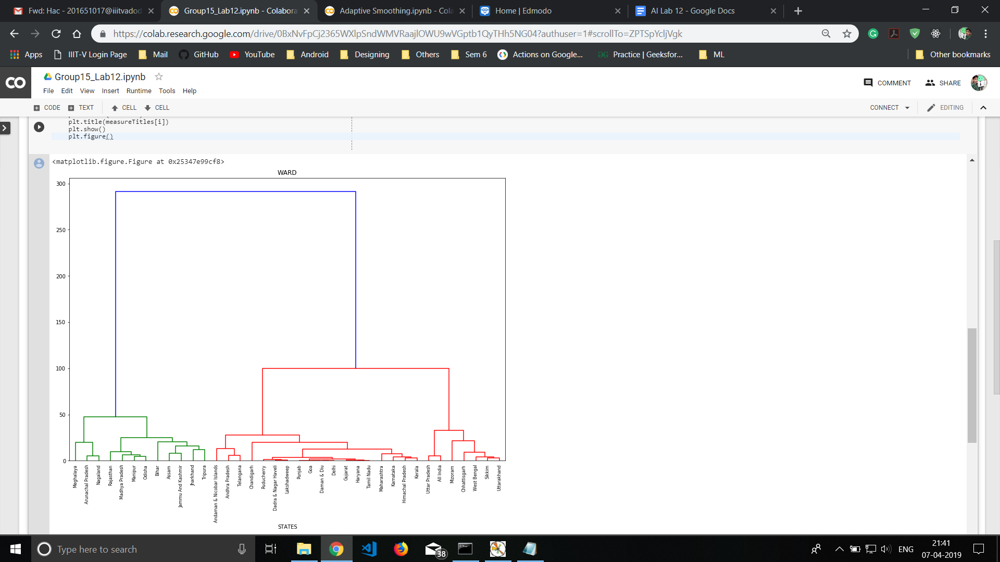 Fwd: Hac - 201651017@iiitvadod
Group15_Lab12.ipynb - Colabora
Adaptive Smoothing.ipynb - Cola
Home | Edmodo
AI Lab 12 - Google Docs
https://colab.research.google.com/drive/0BxNvFpCj2365WXlpSndWMVRaajlOWU9wVGptb1QyTHh5NG04?authuser=1#scrollTo=ZPTSpYcljVgk
Apps
IIIT-V Login Page
Mail
GitHub
YouTube
Android
Designing
Others
Sem 6
Actions on Google...
Practice | Geeksfor...
ML
Other bookmarks
CO
Group15_Lab12.ipynb
COMMENT
SHARE
File Edit View Insert Runtime Tools Help
CODE
TEXT
CELL
CELL
CONNECT
EDITING
plt.title(measureTitles[i])
plt.show()
plt.figure()
<matplotlib.figure.Figure at 0x25347e99cf8>
WARD
300
250
200
150
100
50
0
Meghalaya
Arunachal Pradesh
Nagaland
Rajasthan
Madhya Pradesh
Manipur
Odisha
Bihar
Assam
Jammu And Kashmir
Jharkhand
Tripura
Andaman & Nicobar Islands
Andhra Pradesh
Telangana
Chandigarh
Puducherry
Dadra & Nagar Haveli
Lakshadweep
Punjab
Goa
Daman & Diu
Delhi
Gujarat
Haryana
Tamil Nadu
Maharashtra
Karnataka
Himachal Pradesh
Kerala
Uttar Pradesh
All India
Mizoram
Chhattisgarh
West Bengal
Sikkim
Uttarakhand
STATES
Type here to search
38
ENG
21:41
07-04-2019